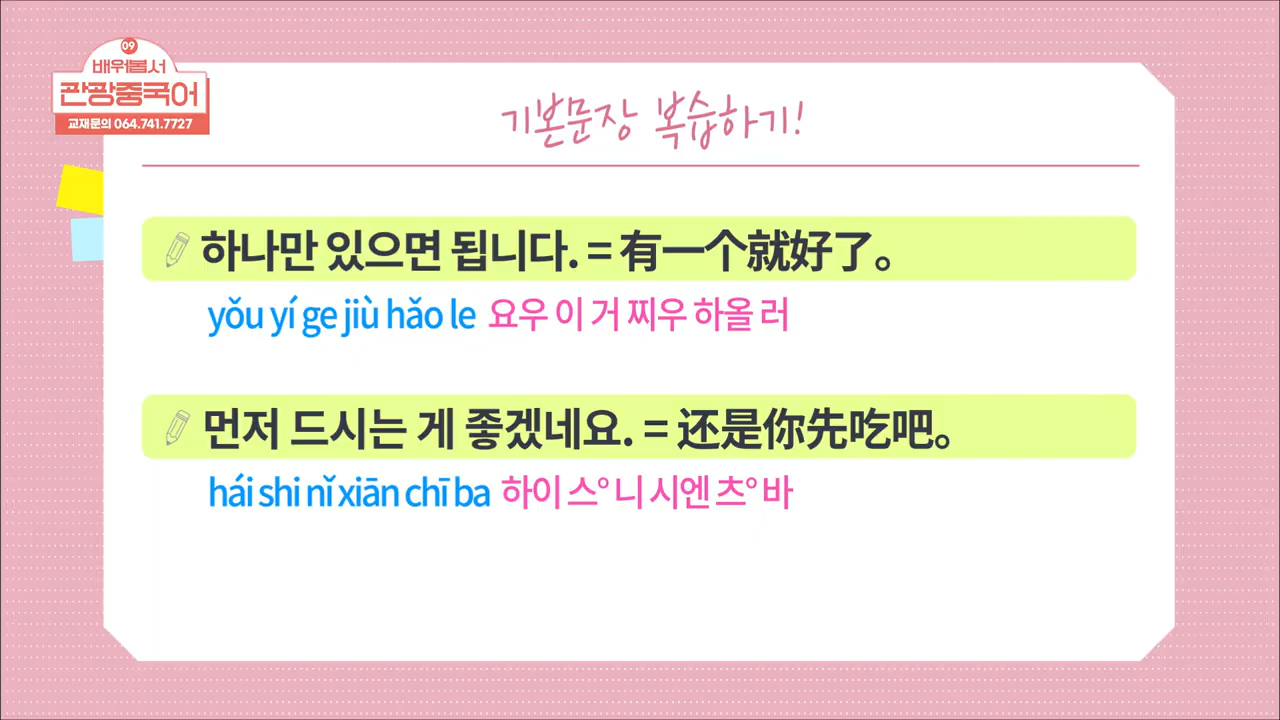 09
배워봅서
관광중국어
교재문의 064.741.7727
기본문장 복습하기!
하나만 있으면 됩니다. = 有一个就好了。
yǒu yí ge jiù hǎo le 요우 이 거 찌우 하올 러
먼저 드시는 게 좋겠네요. = 还是你先吃吧。
hái shi nǐ xiān chī ba 하이 스° 니 시엔 츠° 바